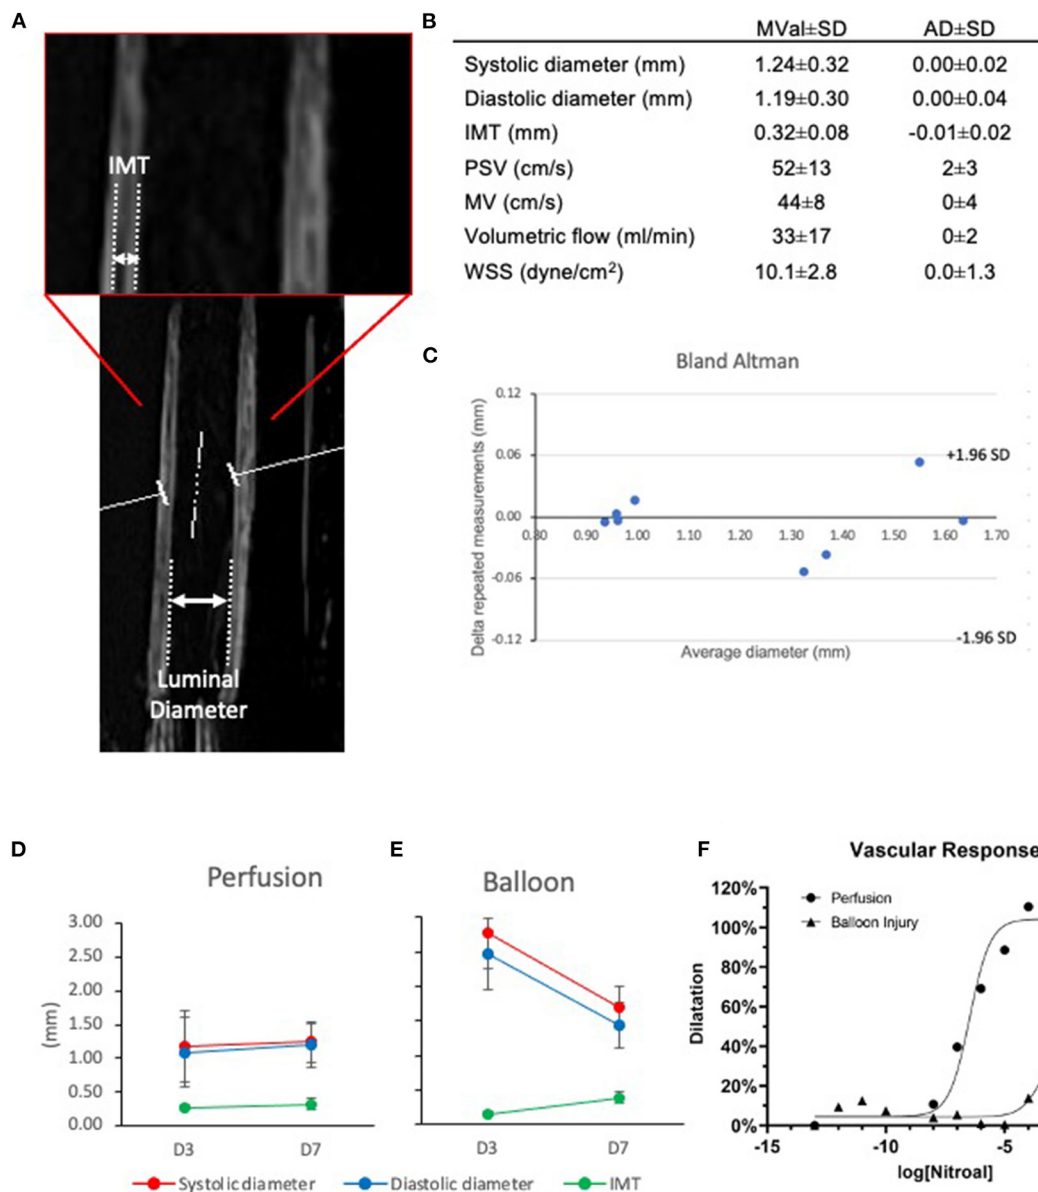 A
IMT
Luminal
Diameter
B
MVal±SD AD±SD
Systolic diameter (mm) 1.24±0.32 0.00±0.02
Diastolic diameter (mm) 1.19±0.30 0.00±0.04
IMT (mm) 0.32±0.08 -0.01±0.02
PSV (cm/s) 52±13 2±3
MV (cm/s) 44±8 0±4
Volumetric flow (ml/min) 33±17 0±2
WSS (dyne/cm²) 10.1±2.8 0.0±1.3
C
Bland Altman
Delta repeated measurements (mm)
0.12
0.06
+1.96 SD
0.00
0.80 0.90 1.00 1.10 1.20 1.30 1.40 1.50 1.60 1.70
-0.06
-0.12
-1.96 SD
Average diameter (mm)
D
Perfusion
(mm)
3.00
2.50
2.00
1.50
1.00
0.50
0.00
D3 D7
E
Balloon
D3 D7
Systolic diameter Diastolic diameter IMT
F
Vascular Response
Dilatation
120%
100%
80%
60%
40%
20%
0%
Perfusion
Balloon Injury
-15 -10 -5
log[Nitroal]